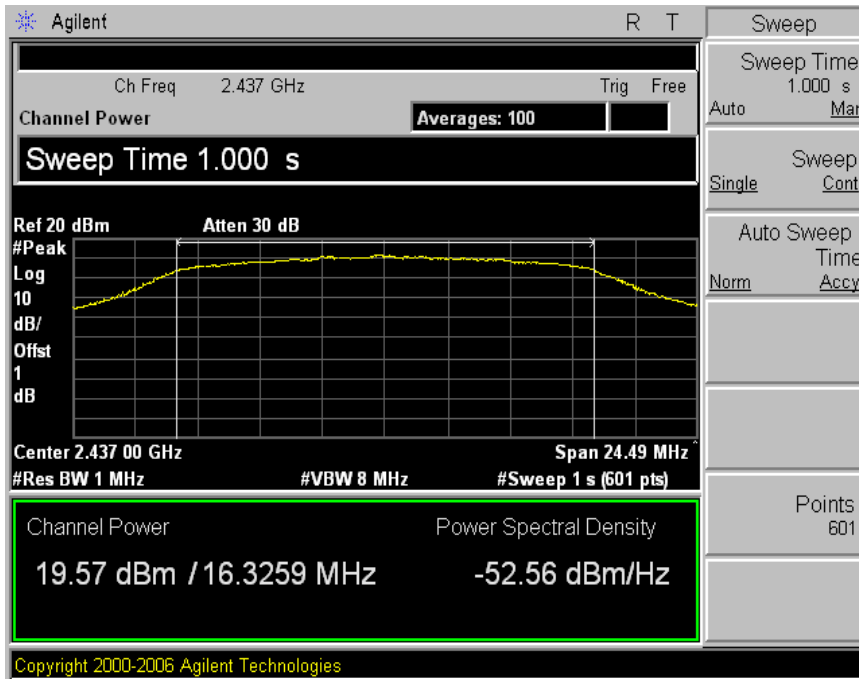 Agilent R T
Ch Freq 2.437 GHz Trig Free
Channel Power Averages: 100
Sweep Time 1.000 s
Ref 20 dBm Atten 30 dB
#Peak
Log
10
dB/
Offst
1
dB
Center 2.437 00 GHz Span 24.49 MHz
#Res BW 1 MHz #VBW 8 MHz #Sweep 1 s (601 pts)
Channel Power Power Spectral Density
19.57 dBm / 16.3259 MHz -52.56 dBm/Hz
Copyright 2000-2006 Agilent Technologies
Sweep
Sweep Time
1.000 s
Auto Man
Sweep
Single Cont
Auto Sweep
Time
Norm Accy
Points
601